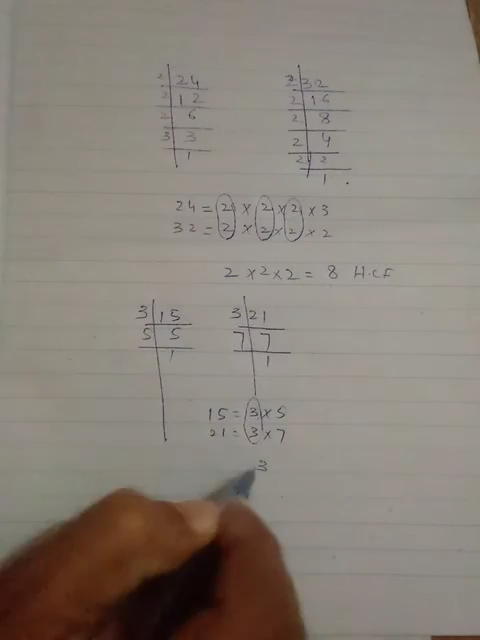 2 | 24 2 | 32
2 | 12 2 | 16
2 | 6 2 | 8
3 | 3 2 | 4
1 2 | 2
1
24 = 2 × 2 × 2 × 3
32 = 2 × 2 × 2 × 2
2 × 2 × 2 = 8 H.C.F
3 | 15 3 | 21
5 | 5 7 | 7
1 1
15 = 3 × 5
21 = 3 × 7
3